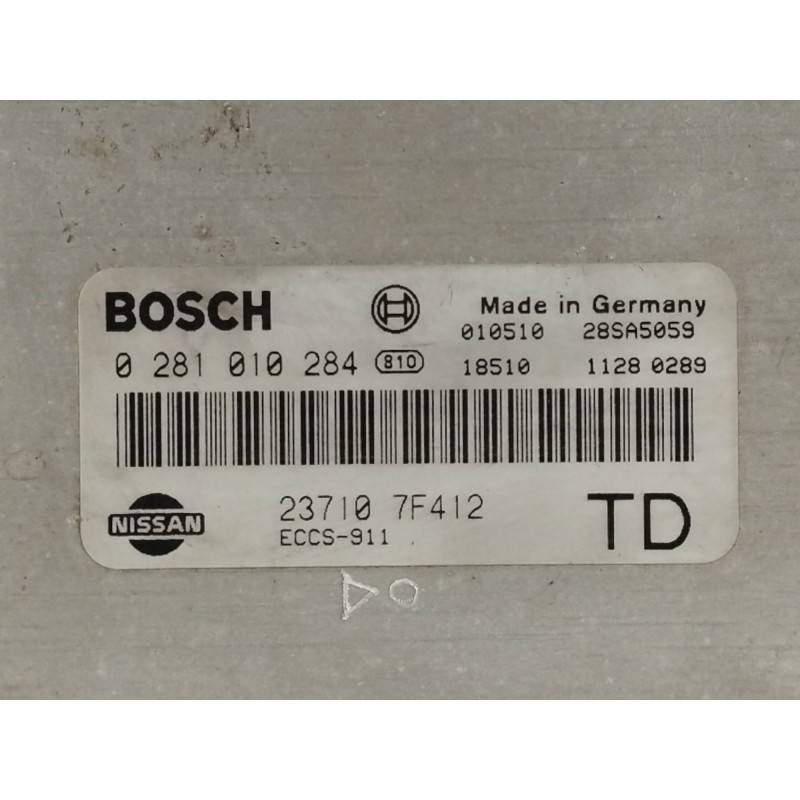 BOSCH Made in Germany
010510 28SA5059
0 281 010 284 810 18510 1128 0289
NISSAN 23710 7F412 TD
ECCS-911